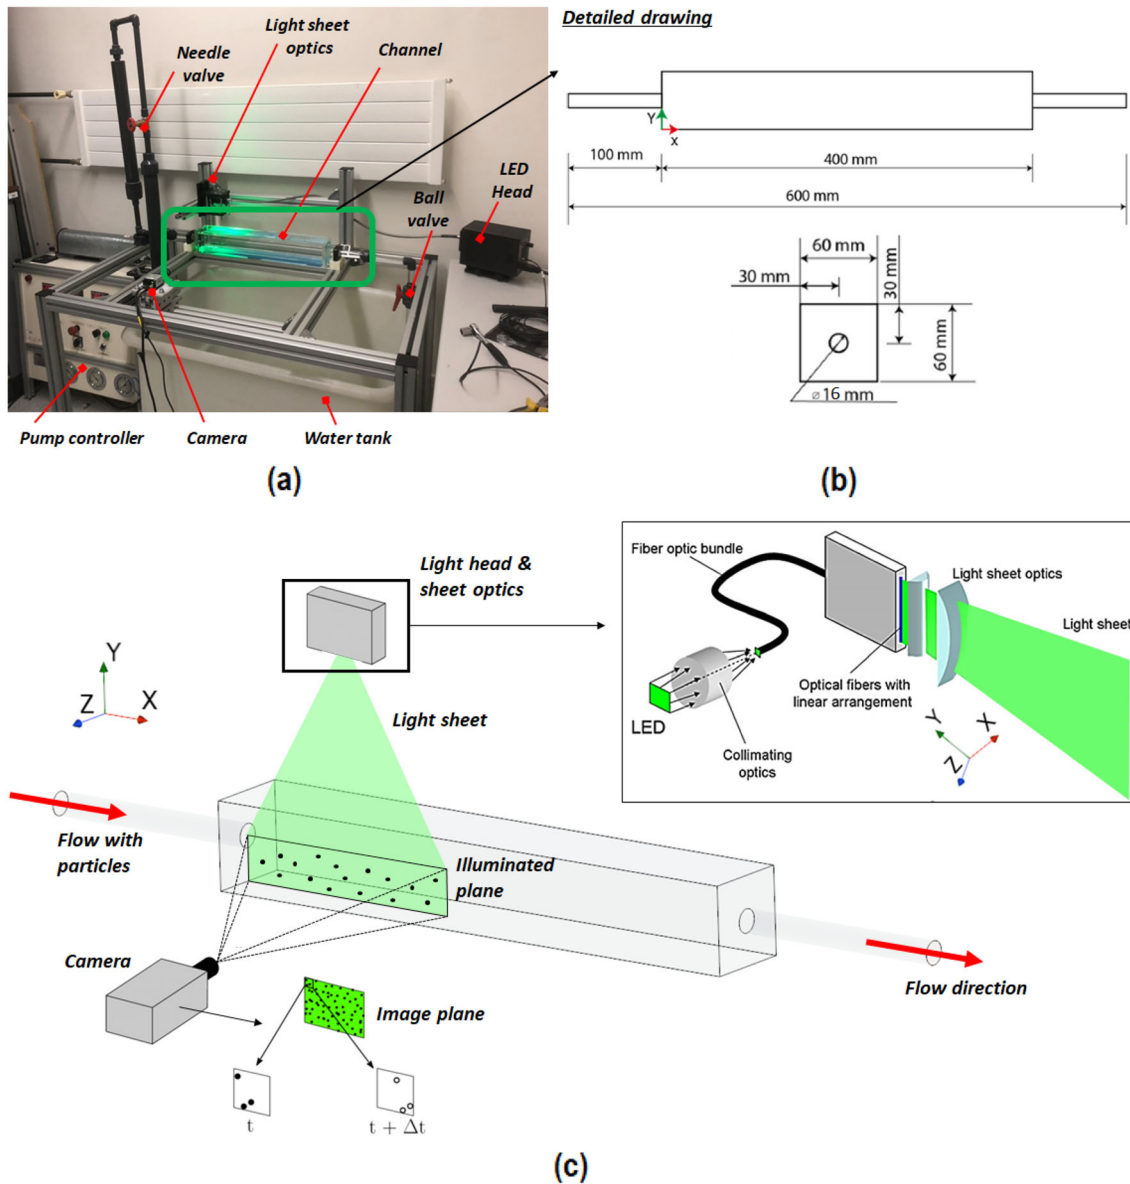 Detailed drawing
Light sheet
optics
Needle
valve
Channel
LED
Head
Ball
valve
Pump controller
Camera
Water tank
(a)
Y
x
100 mm
400 mm
600 mm
60 mm
30 mm
30 mm
60 mm
⌀16 mm
(b)
Light head &
sheet optics
Fiber optic bundle
Light sheet optics
Light sheet
Optical fibers with
linear arrangement
LED
Collimating
optics
Y
X
Z
Y
Z
X
Light sheet
Flow with
particles
Illuminated
plane
Camera
Image plane
Flow direction
t
t + Δt
(c)